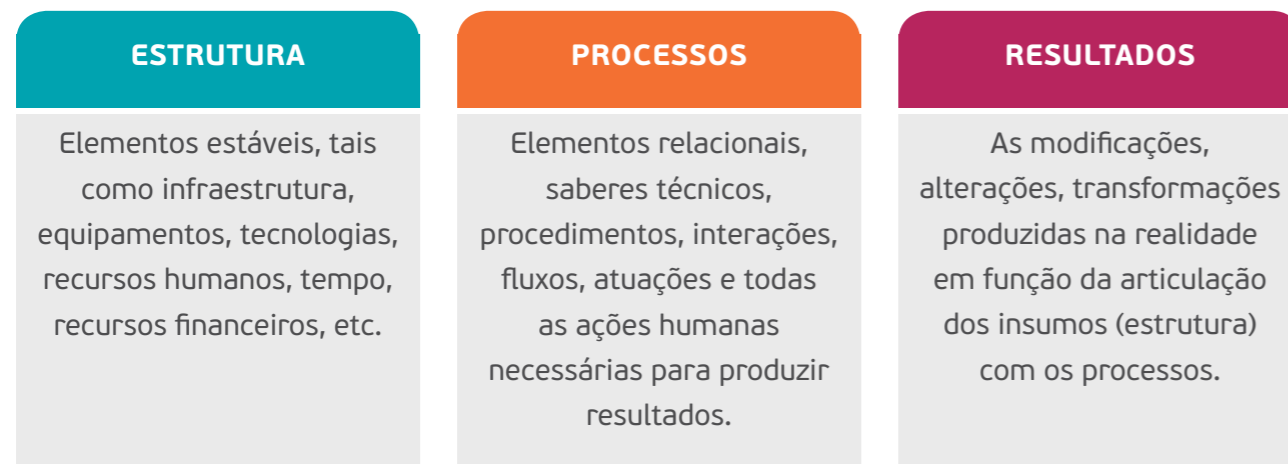 ESTRUTURA
Elementos estáveis, tais
como infraestrutura,
equipamentos, tecnologias,
recursos humanos, tempo,
recursos financeiros, etc.
PROCESSOS
Elementos relacionais,
saberes técnicos,
procedimentos, interações,
fluxos, atuações e todas
as ações humanas
necessárias para produzir
resultados.
RESULTADOS
As modificações,
alterações, transformações
produzidas na realidade
em função da articulação
dos insumos (estrutura)
com os processos.